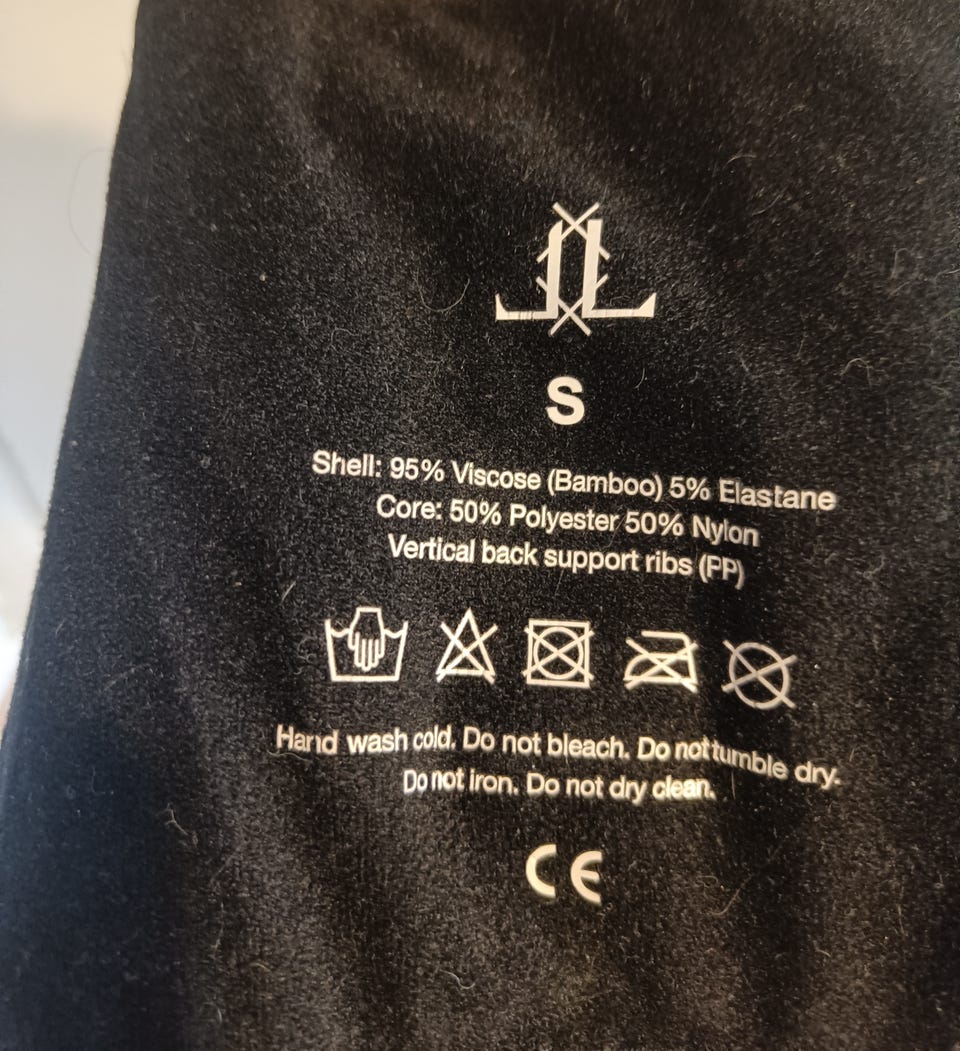 S
Shell: 95% Viscose (Bamboo) 5% Elastane
Core: 50% Polyester 50% Nylon
Vertical back support ribs (PP)
Hand wash cold. Do not bleach. Do not tumble dry.
Do not iron. Do not dry clean.
CE